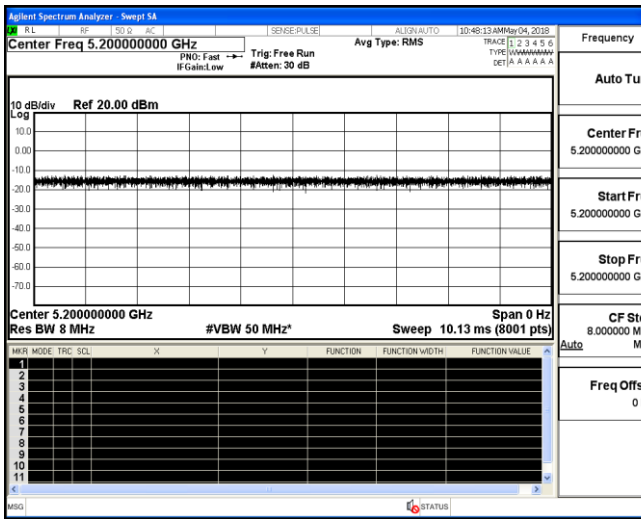 Agilent Spectrum Analyzer - Swept SA
RL RF 50 Ω AC SENSE:PULSE ALIGNAUTO 10:48:13 AM May 04, 2018
Center Freq 5.200000000 GHz
PNO: Fast
IFGain:Low
Trig: Free Run
#Atten: 30 dB
Avg Type: RMS
TRACE 1 2 3 4 5 6
TYPE
DET A A A A A A
10 dB/div Ref 20.00 dBm
Log
10.0
0.00
-10.0
-20.0
-30.0
-40.0
-50.0
-60.0
-70.0
Center 5.200000000 GHz Span 0 Hz
Res BW 8 MHz #VBW 50 MHz* Sweep 10.13 ms (8001 pts)
MKR MODE TRC SCL X Y FUNCTION FUNCTION WIDTH FUNCTION VALUE
1
2
3
4
5
6
7
8
9
10
11
MSG STATUS
Frequency
Auto Tu
Center Fr
5.200000000 G
Start Fr
5.200000000 G
Stop Fr
5.200000000 G
CF St
8.000000 M
Auto M
Freq Offs
0